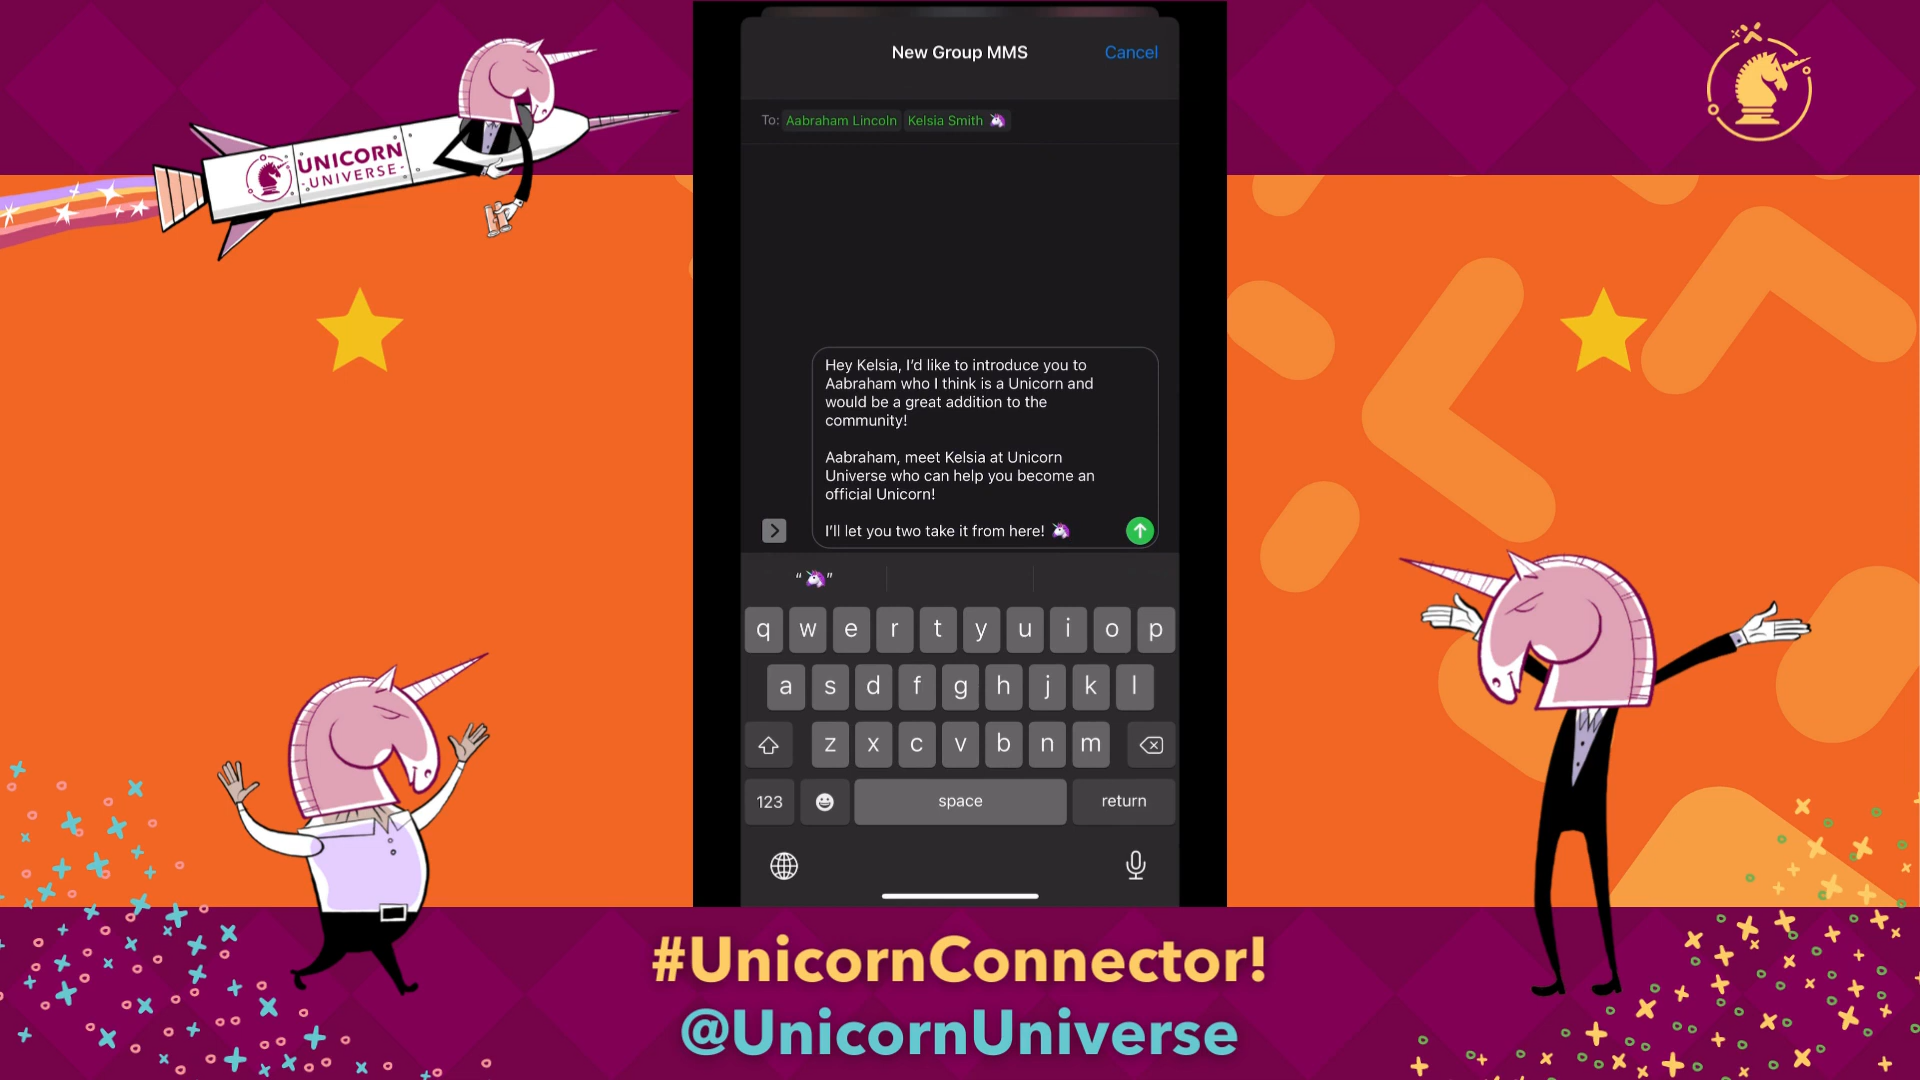 New Group MMS
Cancel
To: Aabraham Lincoln Kelsia Smith 🦄
UNICORN
-UNIVERSE-
Hey Kelsia, I'd like to introduce you to
Aabraham who I think is a Unicorn and
would be a great addition to the
community!
Aabraham, meet Kelsia at Unicorn
Universe who can help you become an
official Unicorn!
I'll let you two take it from here! 🦄
"🦄"
q w e r t y u i o p
a s d f g h j k l
z x c v b n m
123 space return
#UnicornConnector!
@UnicornUniverse